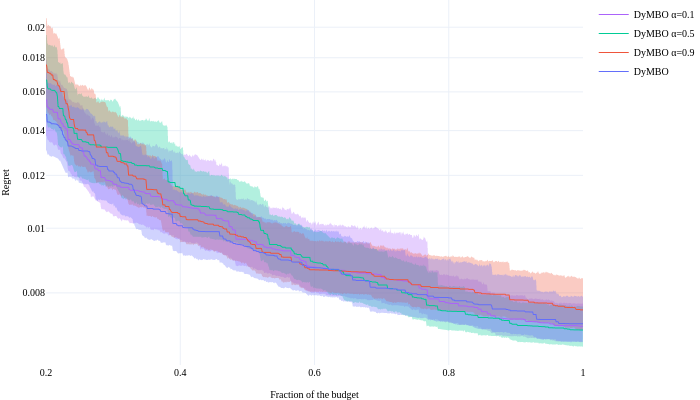 DyMBO α=0.1
DyMBO α=0.5
DyMBO α=0.9
DyMBO
0.02
0.018
0.016
0.014
0.012
0.01
0.008
Regret
0.2
0.4
0.6
0.8
1
Fraction of the budget